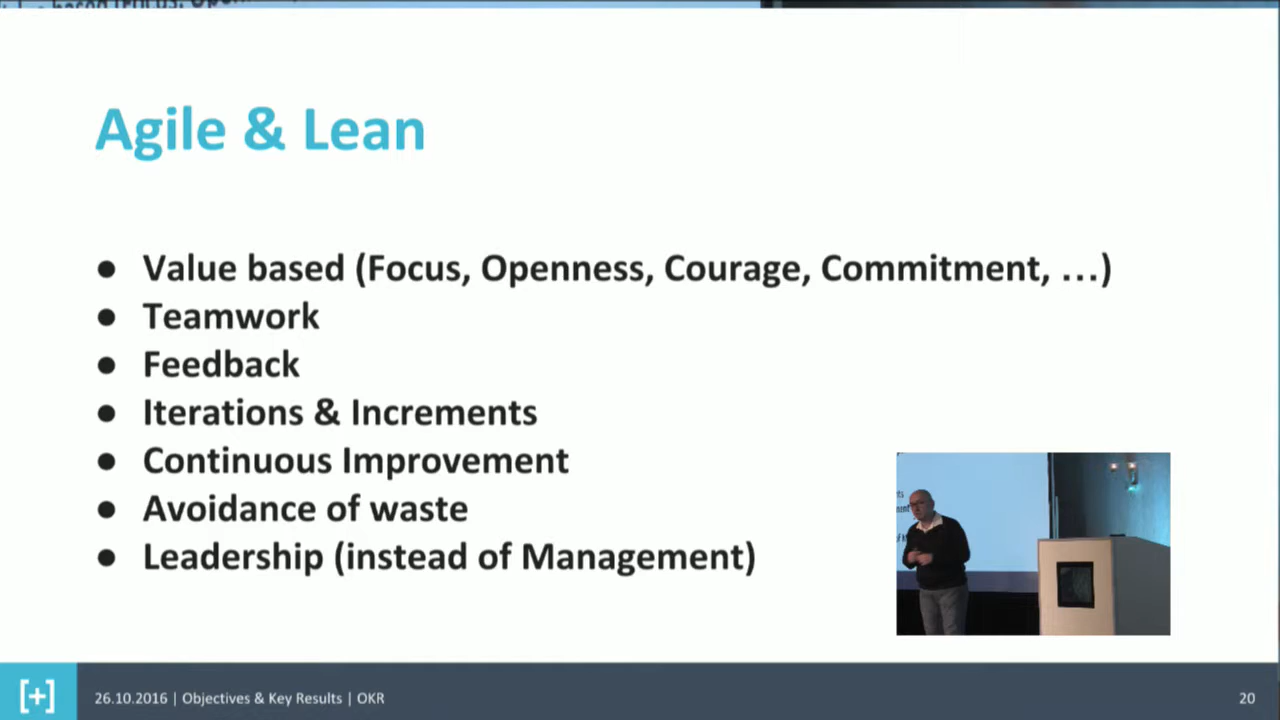 Agile & Lean
● Value based (Focus, Openness, Courage, Commitment, …)
● Teamwork
● Feedback
● Iterations & Increments
● Continuous Improvement
● Avoidance of waste
● Leadership (instead of Management)
[+] 26.10.2016 | Objectives & Key Results | OKR 20